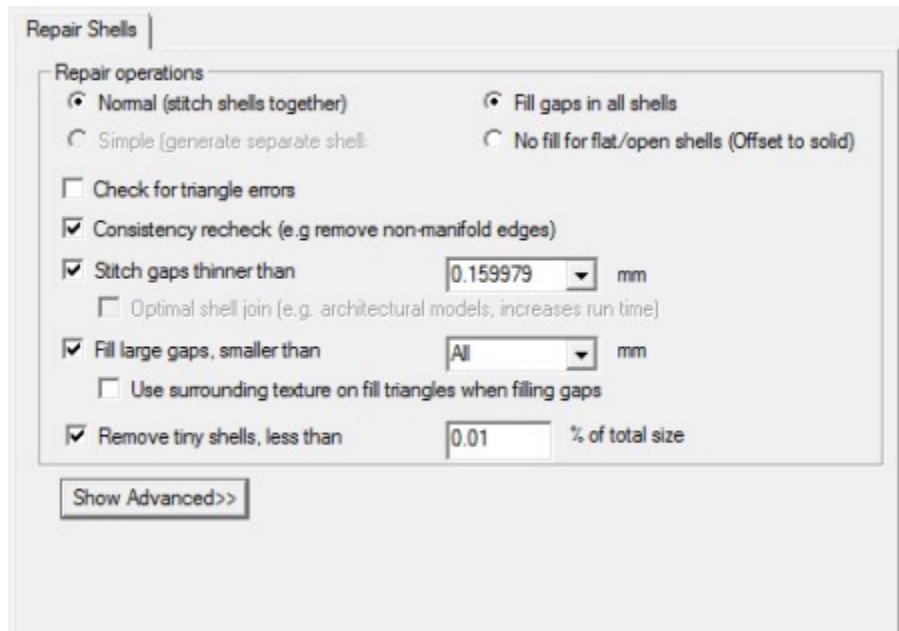 Repair Shells
Repair operations
Normal (stitch shells together)
Fill gaps in all shells
Simple (generate separate shell:
No fill for flat/open shells (Offset to solid)
Check for triangle errors
Consistency recheck (e.g remove non-manifold edges)
Stitch gaps thinner than 0.159979 mm
Optimal shell join (e.g. architectural models, increases run time)
Fill large gaps, smaller than All mm
Use surrounding texture on fill triangles when filling gaps
Remove tiny shells, less than 0.01 % of total size
Show Advanced>>